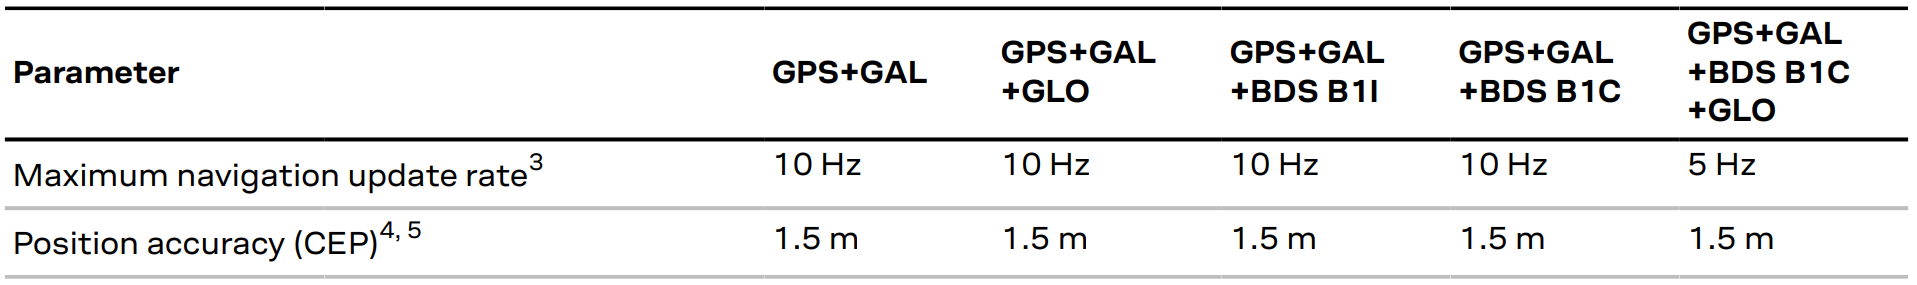 Parameter GPS+GAL GPS+GAL +GLO GPS+GAL +BDS B1I GPS+GAL +BDS B1C GPS+GAL +BDS B1C +GLO
Maximum navigation update rate3 10 Hz 10 Hz 10 Hz 10 Hz 5 Hz
Position accuracy (CEP)4, 5 1.5 m 1.5 m 1.5 m 1.5 m 1.5 m